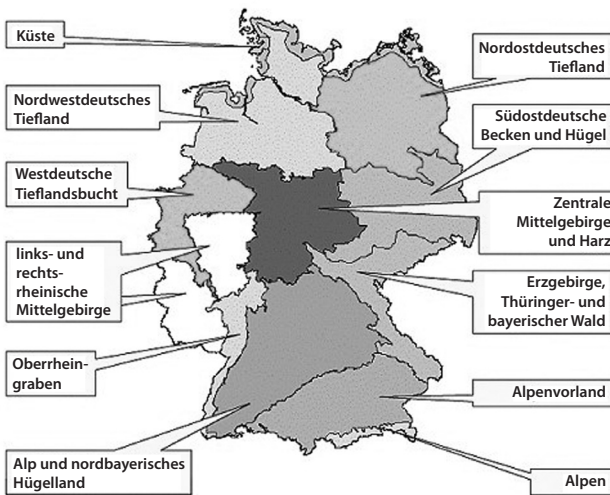 Küste
Nordwestdeutsches
Tiefland
Westdeutsche
Tieflandsbucht
links- und
rechts-
rheinische
Mittelgebirge
Oberrhein-
graben
Alp und nordbayerisches
Hügelland
Nordostdeutsches
Tiefland
Südostdeutsche
Becken und Hügel
Zentrale
Mittelgebirge
und Harz
Erzgebirge,
Thüringer- und
bayerischer Wald
Alpenvorland
Alpen